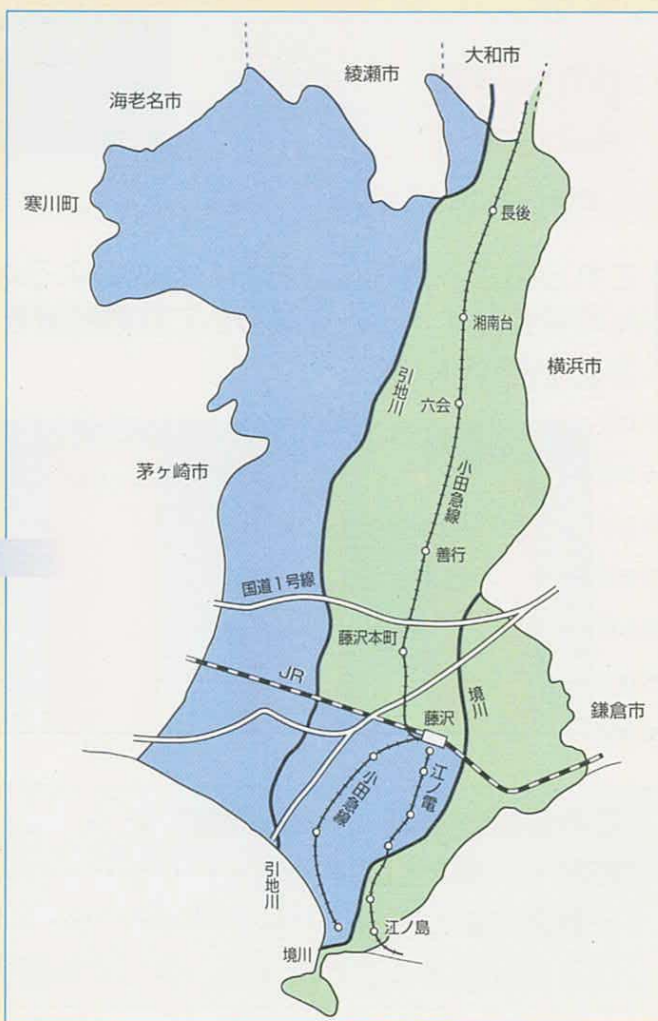 大和市
綾瀬市
海老名市
寒川町
長後
湘南台
横浜市
引地川
六会
茅ヶ崎市
小田急線
善行
国道1号線
藤沢本町
JR
境川
藤沢
鎌倉市
江ノ電
小田急線
引地川
江ノ島
境川